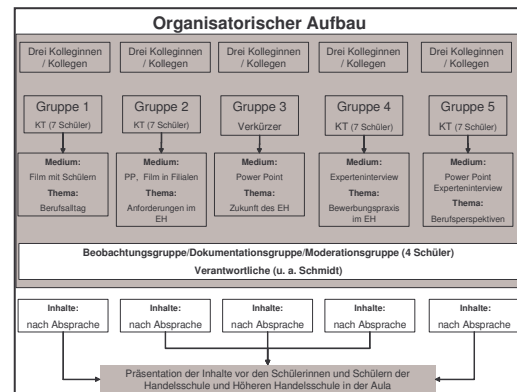 Organisatorischer Aufbau
Drei Kolleginnen
/ Kollegen
Drei Kolleginnen
/ Kollegen
Drei Kolleginnen
/ Kollegen
Drei Kolleginnen
/ Kollegen
Drei Kolleginnen
/ Kollegen
Gruppe 1
KT (7 Schüler)
Gruppe 2
KT (7 Schüler)
Gruppe 3
Verkürzer
Gruppe 4
KT (7 Schüler)
Gruppe 5
KT (7 Schüler)
Medium:
Film mit Schülern
Thema:
Berufsalltag
Medium:
PP, Film in Filialen
Thema:
Anforderungen im
EH
Medium:
Power Point
Thema:
Zukunft des EH
Medium:
Experteninterview
Thema:
Bewerbungspraxis
im EH
Medium:
Power Point
Experteninterview
Thema:
Berufsperspektiven
Beobachtungsgruppe/Dokumentationsgruppe/Moderationsgruppe (4 Schüler)
Verantwortliche (u. a. Schmidt)
Inhalte:
nach Absprache
Inhalte:
nach Absprache
Inhalte:
nach Absprache
Inhalte:
nach Absprache
Inhalte:
nach Absprache
Präsentation der Inhalte vor den Schülerinnen und Schülern der
Handelsschule und Höheren Handelsschule in der Aula